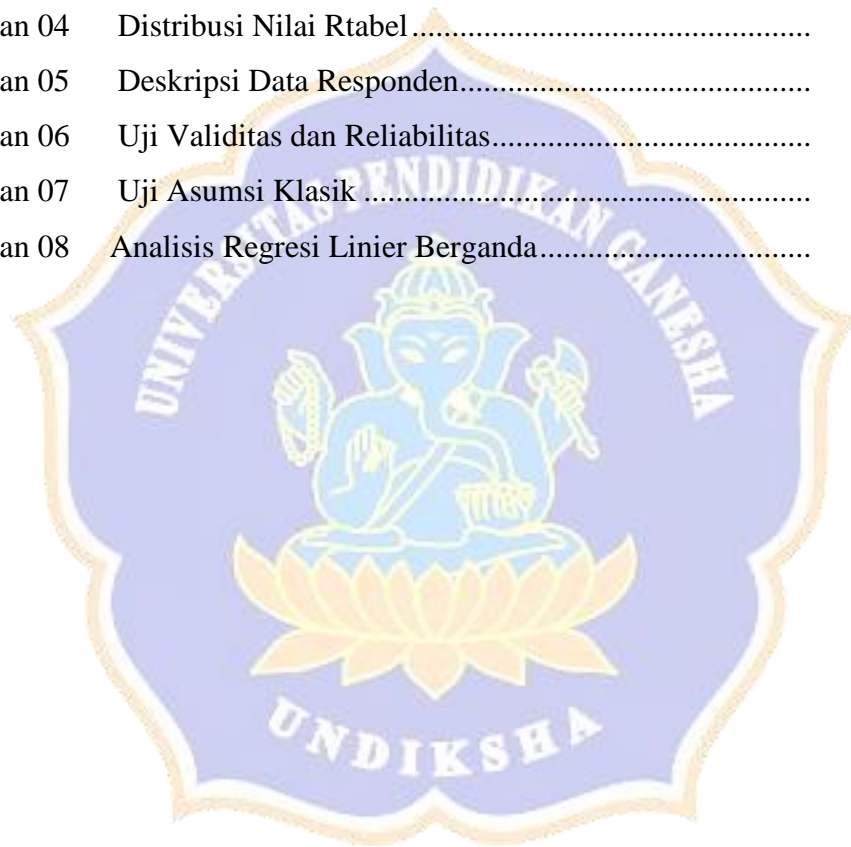 an 04 Distribusi Nilai Rtabel................................................
an 05 Deskripsi Data Responden..........................................
an 06 Uji Validitas dan Reliabilitas......................................
an 07 Uji Asumsi Klasik ......................................................
an 08 Analisis Regresi Linier Berganda................................
UNIVERSITAS PENDIDIKAN GANESHA
UNDIKSHA